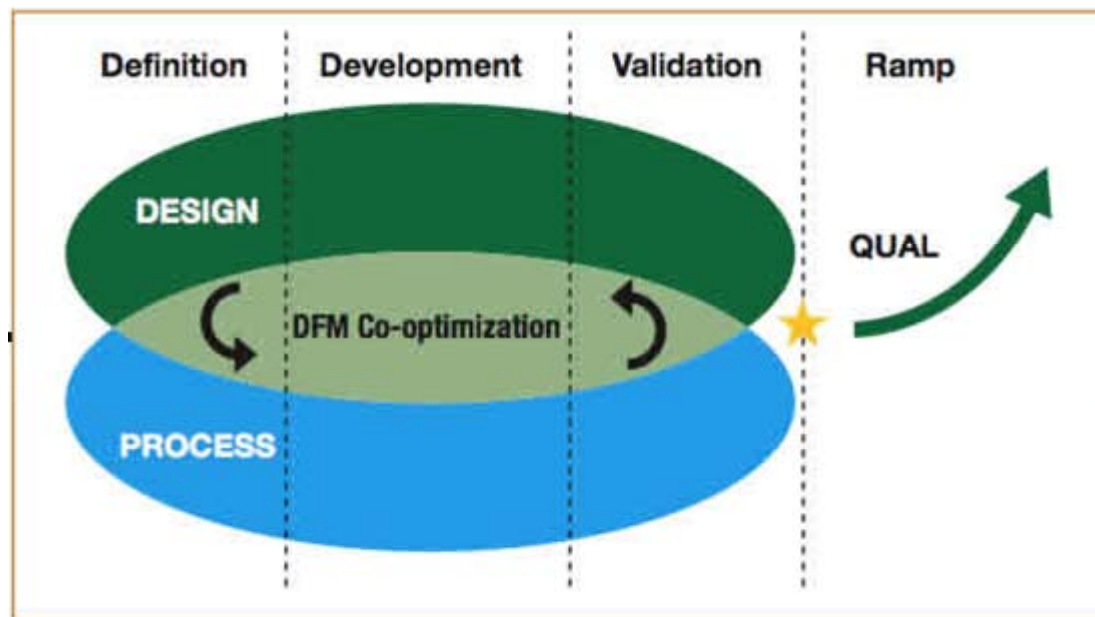 Definition Development Validation Ramp
DESIGN
QUAL
DFM Co-optimization
PROCESS